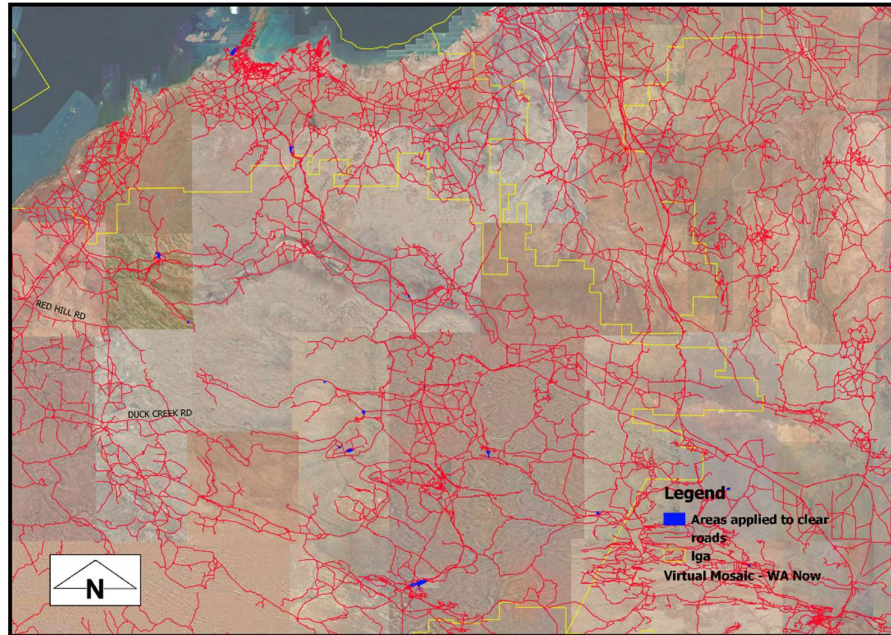 RED HILL RD
DUCK CREEK RD
Legend
Areas applied to clear
roads
lga
Virtual Mosaic - WA Now
N